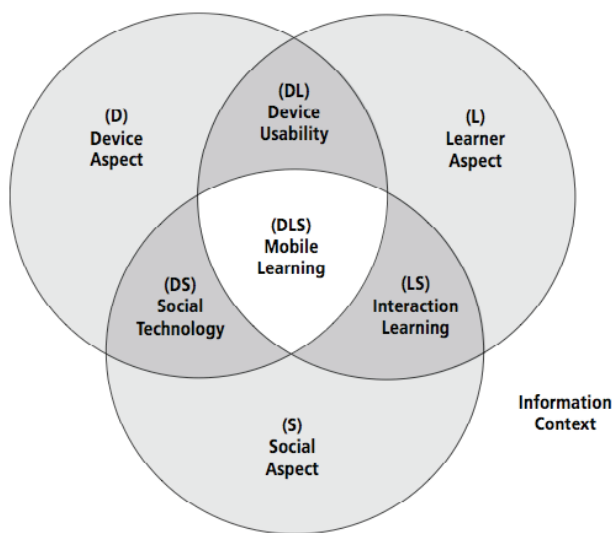 (DL)
Device
Usability
(D)
Device
Aspect
(L)
Learner
Aspect
(DLS)
Mobile
Learning
(DS)
Social
Technology
(LS)
Interaction
Learning
(S)
Social
Aspect
Information
Context